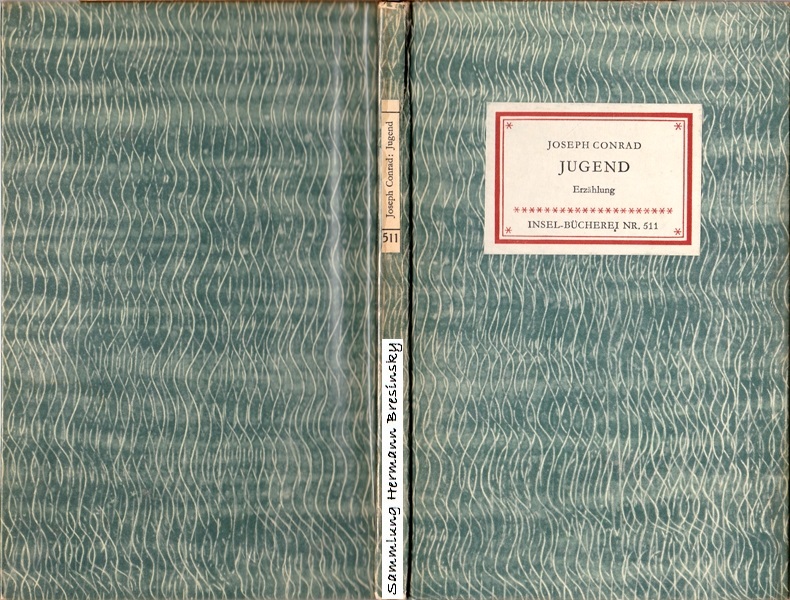 JOSEPH CONRAD
JUGEND
Erzählung
*******************
INSEL-BÜCHEREI NR. 511
Joseph Conrad: Jugend
511
Sammlung Hermann Bresinsky